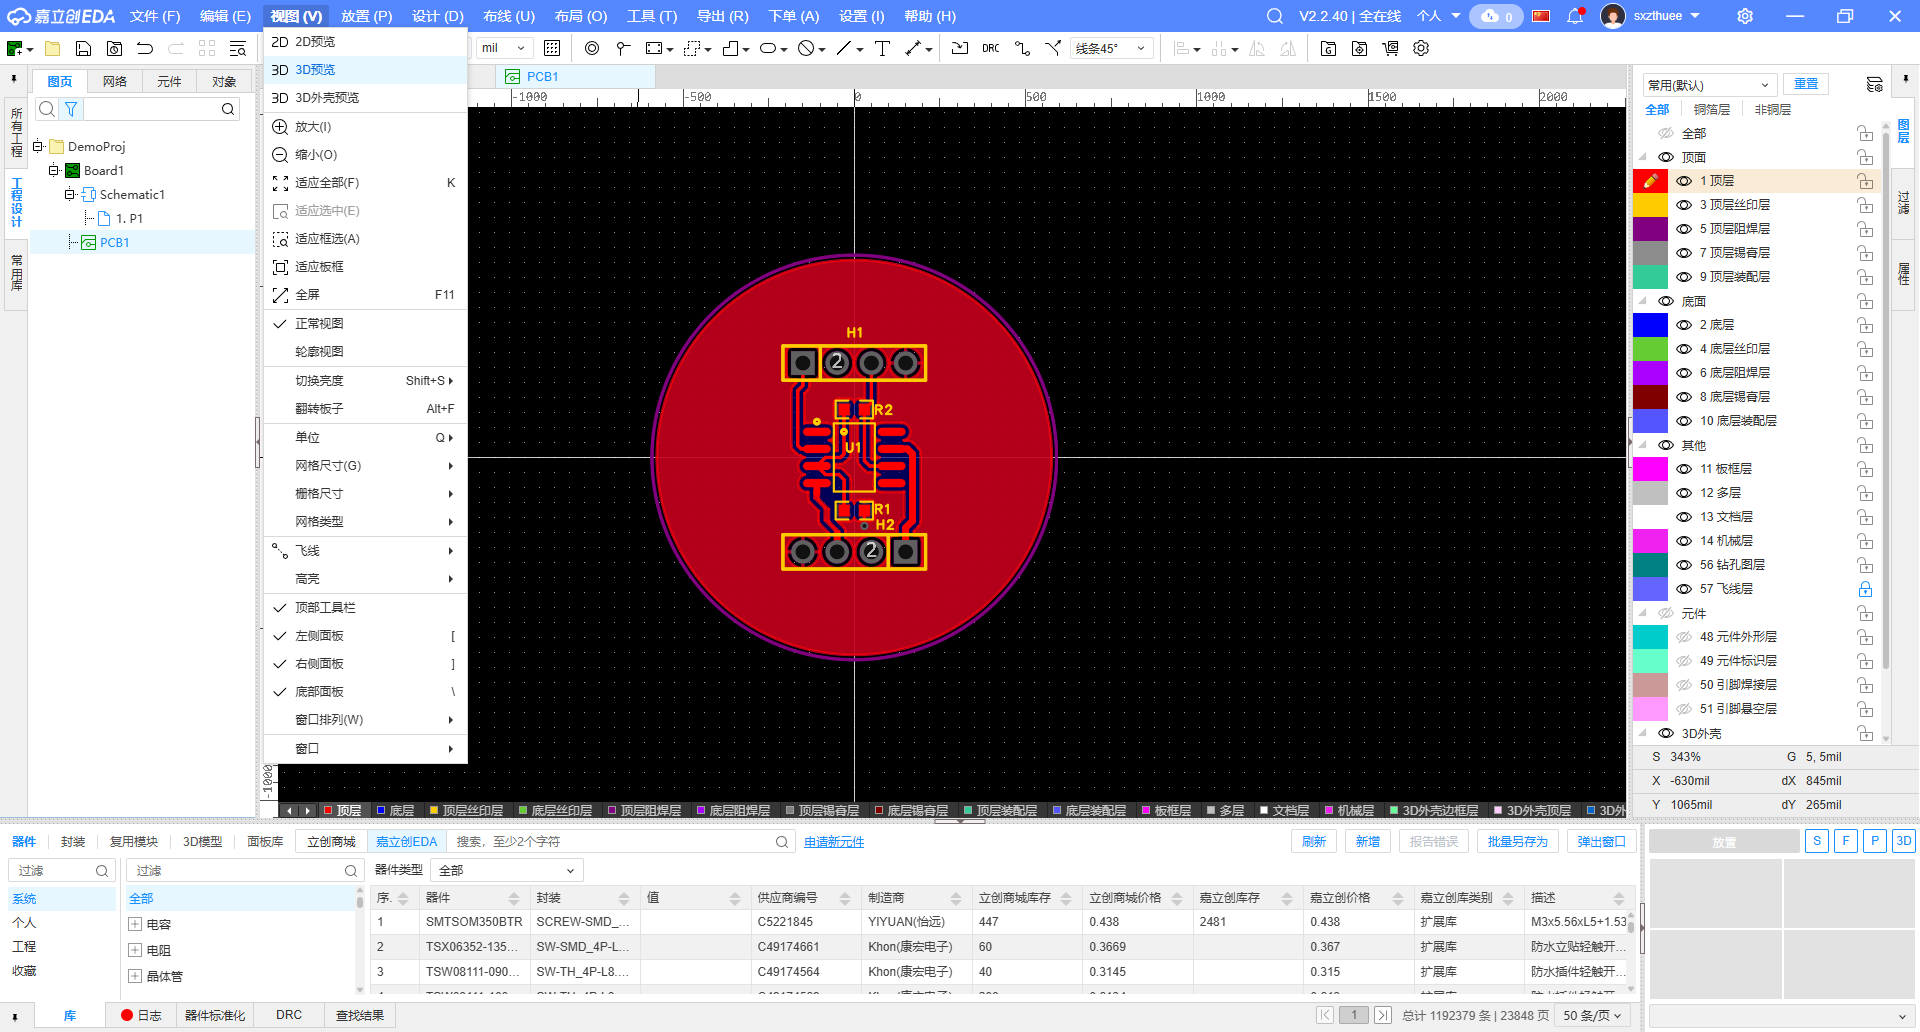 嘉立创EDA 文件 (F) 编辑 (E) 视图 (V) 放置 (P) 设计 (D) 布线 (U) 布局 (O) 工具 (T) 导出 (R) 下单 (A) 设置 (I) 帮助 (H) V2.2.40 | 全在线 个人 0 sxzthuee
mil DRC 线条45°
图页 网络 元件 对象
所有工程
工程设计
常用库
DemoProj
Board1
Schematic1
1. P1
PCB1
2D 2D预览
3D 3D预览
3D 3D外壳预览
放大(I)
缩小(O)
适应全部(F) K
适应选中(E)
适应框选(A)
适应板框
全屏 F11
正常视图
轮廓视图
切换亮度 Shift+S
翻转板子 Alt+F
单位 Q
网格尺寸(G)
栅格尺寸
网格类型
飞线
高亮
顶部工具栏
左侧面板 [
右侧面板 ]
底部面板 \
窗口排列(W)
窗口
PCB1
-1000 -500 0 500 1000 1500 2000
-1000
H1
2
R2
U1
R1
H2
2
常用(默认) 重置
全部 铜箔层 非铜层
全部
顶面
1 顶层
3 顶层丝印层
5 顶层阻焊层
7 顶层锡膏层
9 顶层装配层
底面
2 底层
4 底层丝印层
6 底层阻焊层
8 底层锡膏层
10 底层装配层
其他
11 板框层
12 多层
13 文档层
14 机械层
56 钻孔图层
57 飞线层
元件
48 元件外形层
49 元件标识层
50 引脚焊接层
51 引脚悬空层
3D外壳
图层
过滤
属性
S 343% G 5, 5mil
X -630mil dX 845mil
Y 1065mil dY 265mil
顶层 底层 顶层丝印层 底层丝印层 顶层阻焊层 底层阻焊层 顶层锡膏层 底层锡膏层 顶层装配层 底层装配层 板框层 多层 文档层 机械层 3D外壳边框层 3D外壳顶层 3D外
器件 封装 复用模块 3D模型 面板库 立创商城 嘉立创EDA 搜索，至少2个字符 申请新元件 刷新 新增 报告错误 批量另存为 弹出窗口 放置 S F P 3D
过滤 过滤 器件类型 全部
系统
个人
工程
收藏
全部
电容
电阻
晶体管
序. 器件 封装 值 供应商编号 制造商 立创商城库存 立创商城价格 嘉立创库存 嘉立创价格 嘉立创库类别 描述
1 SMTSOM350BTR SCREW-SMD_... C5221845 YIYUAN(怡远) 447 0.438 2481 0.438 扩展库 M3x5.56xL5+1.53
2 TSX06352-135... SW-SMD_4P-L... C49174661 Khon(康宏电子) 60 0.3669 0.367 扩展库 防水立贴轻触开...
3 TSW08111-090... SW-TH_4P-L8.... C49174564 Khon(康宏电子) 40 0.3145 0.315 扩展库 防水插件轻触开...
库 日志 器件标准化 DRC 查找结果 1 总计 1192379 条 | 23848 页 50 条/页